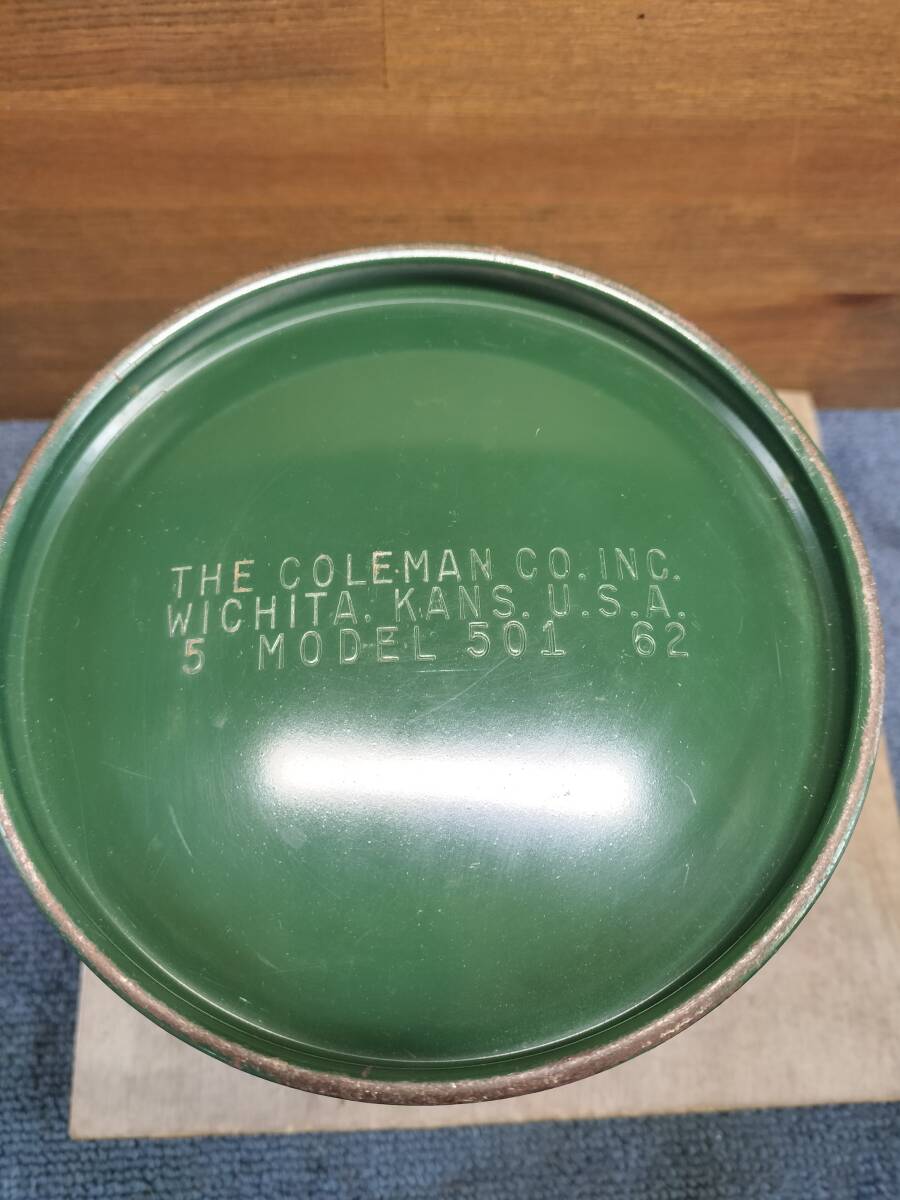 THE COLEMAN CO. INC.
WICHITA. KANS. U.S.A.
5 MODEL 501 62